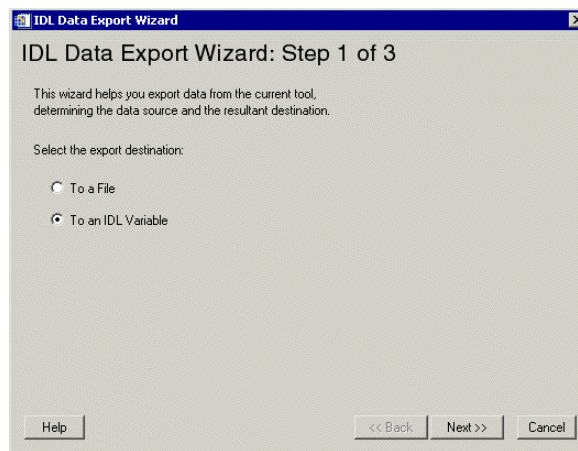 IDL Data Export Wizard
IDL Data Export Wizard: Step 1 of 3
This wizard helps you export data from the current tool,
determining the data source and the resultant destination.
Select the export destination:
To a File
To an IDL Variable
Help
<< Back
Next >>
Cancel